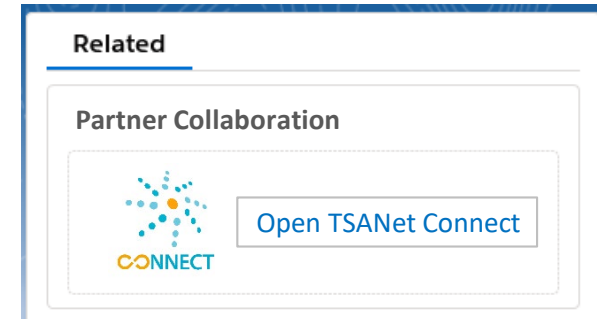 Related
Partner Collaboration
Open TSANet Connect
CONNECT